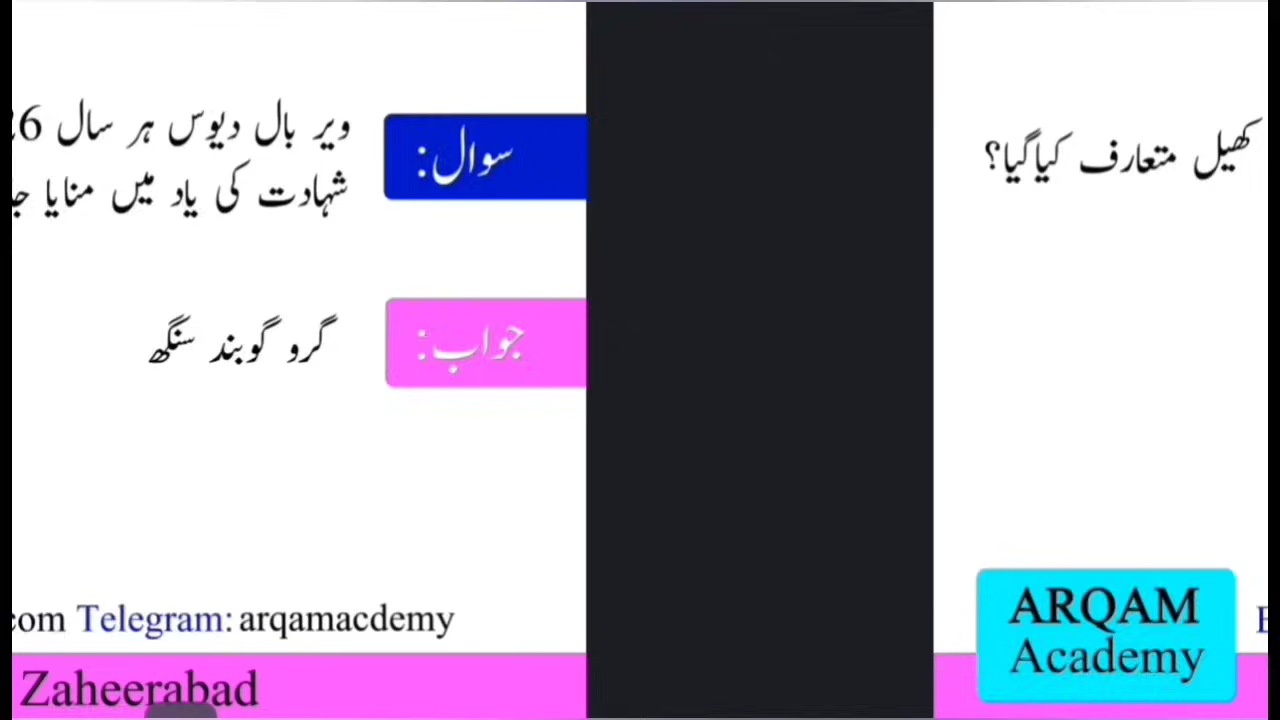 سوال:
ویر بال دیوس ہر سال 26
شہادت کی یاد میں منایا
جواب:
گرو گوبند سنگھ
com Telegram: arqamacdemy
Zaheerabad
کھیل متعارف کیا گیا؟
ARQAM
Academy